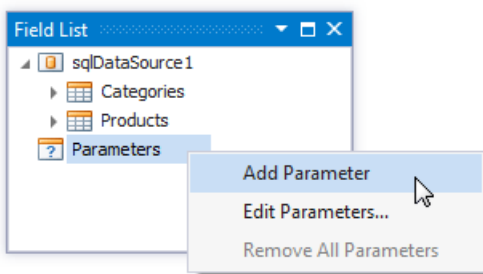 Field List
sqlDataSource1
Categories
Products
Parameters
Add Parameter
Edit Parameters...
Remove All Parameters